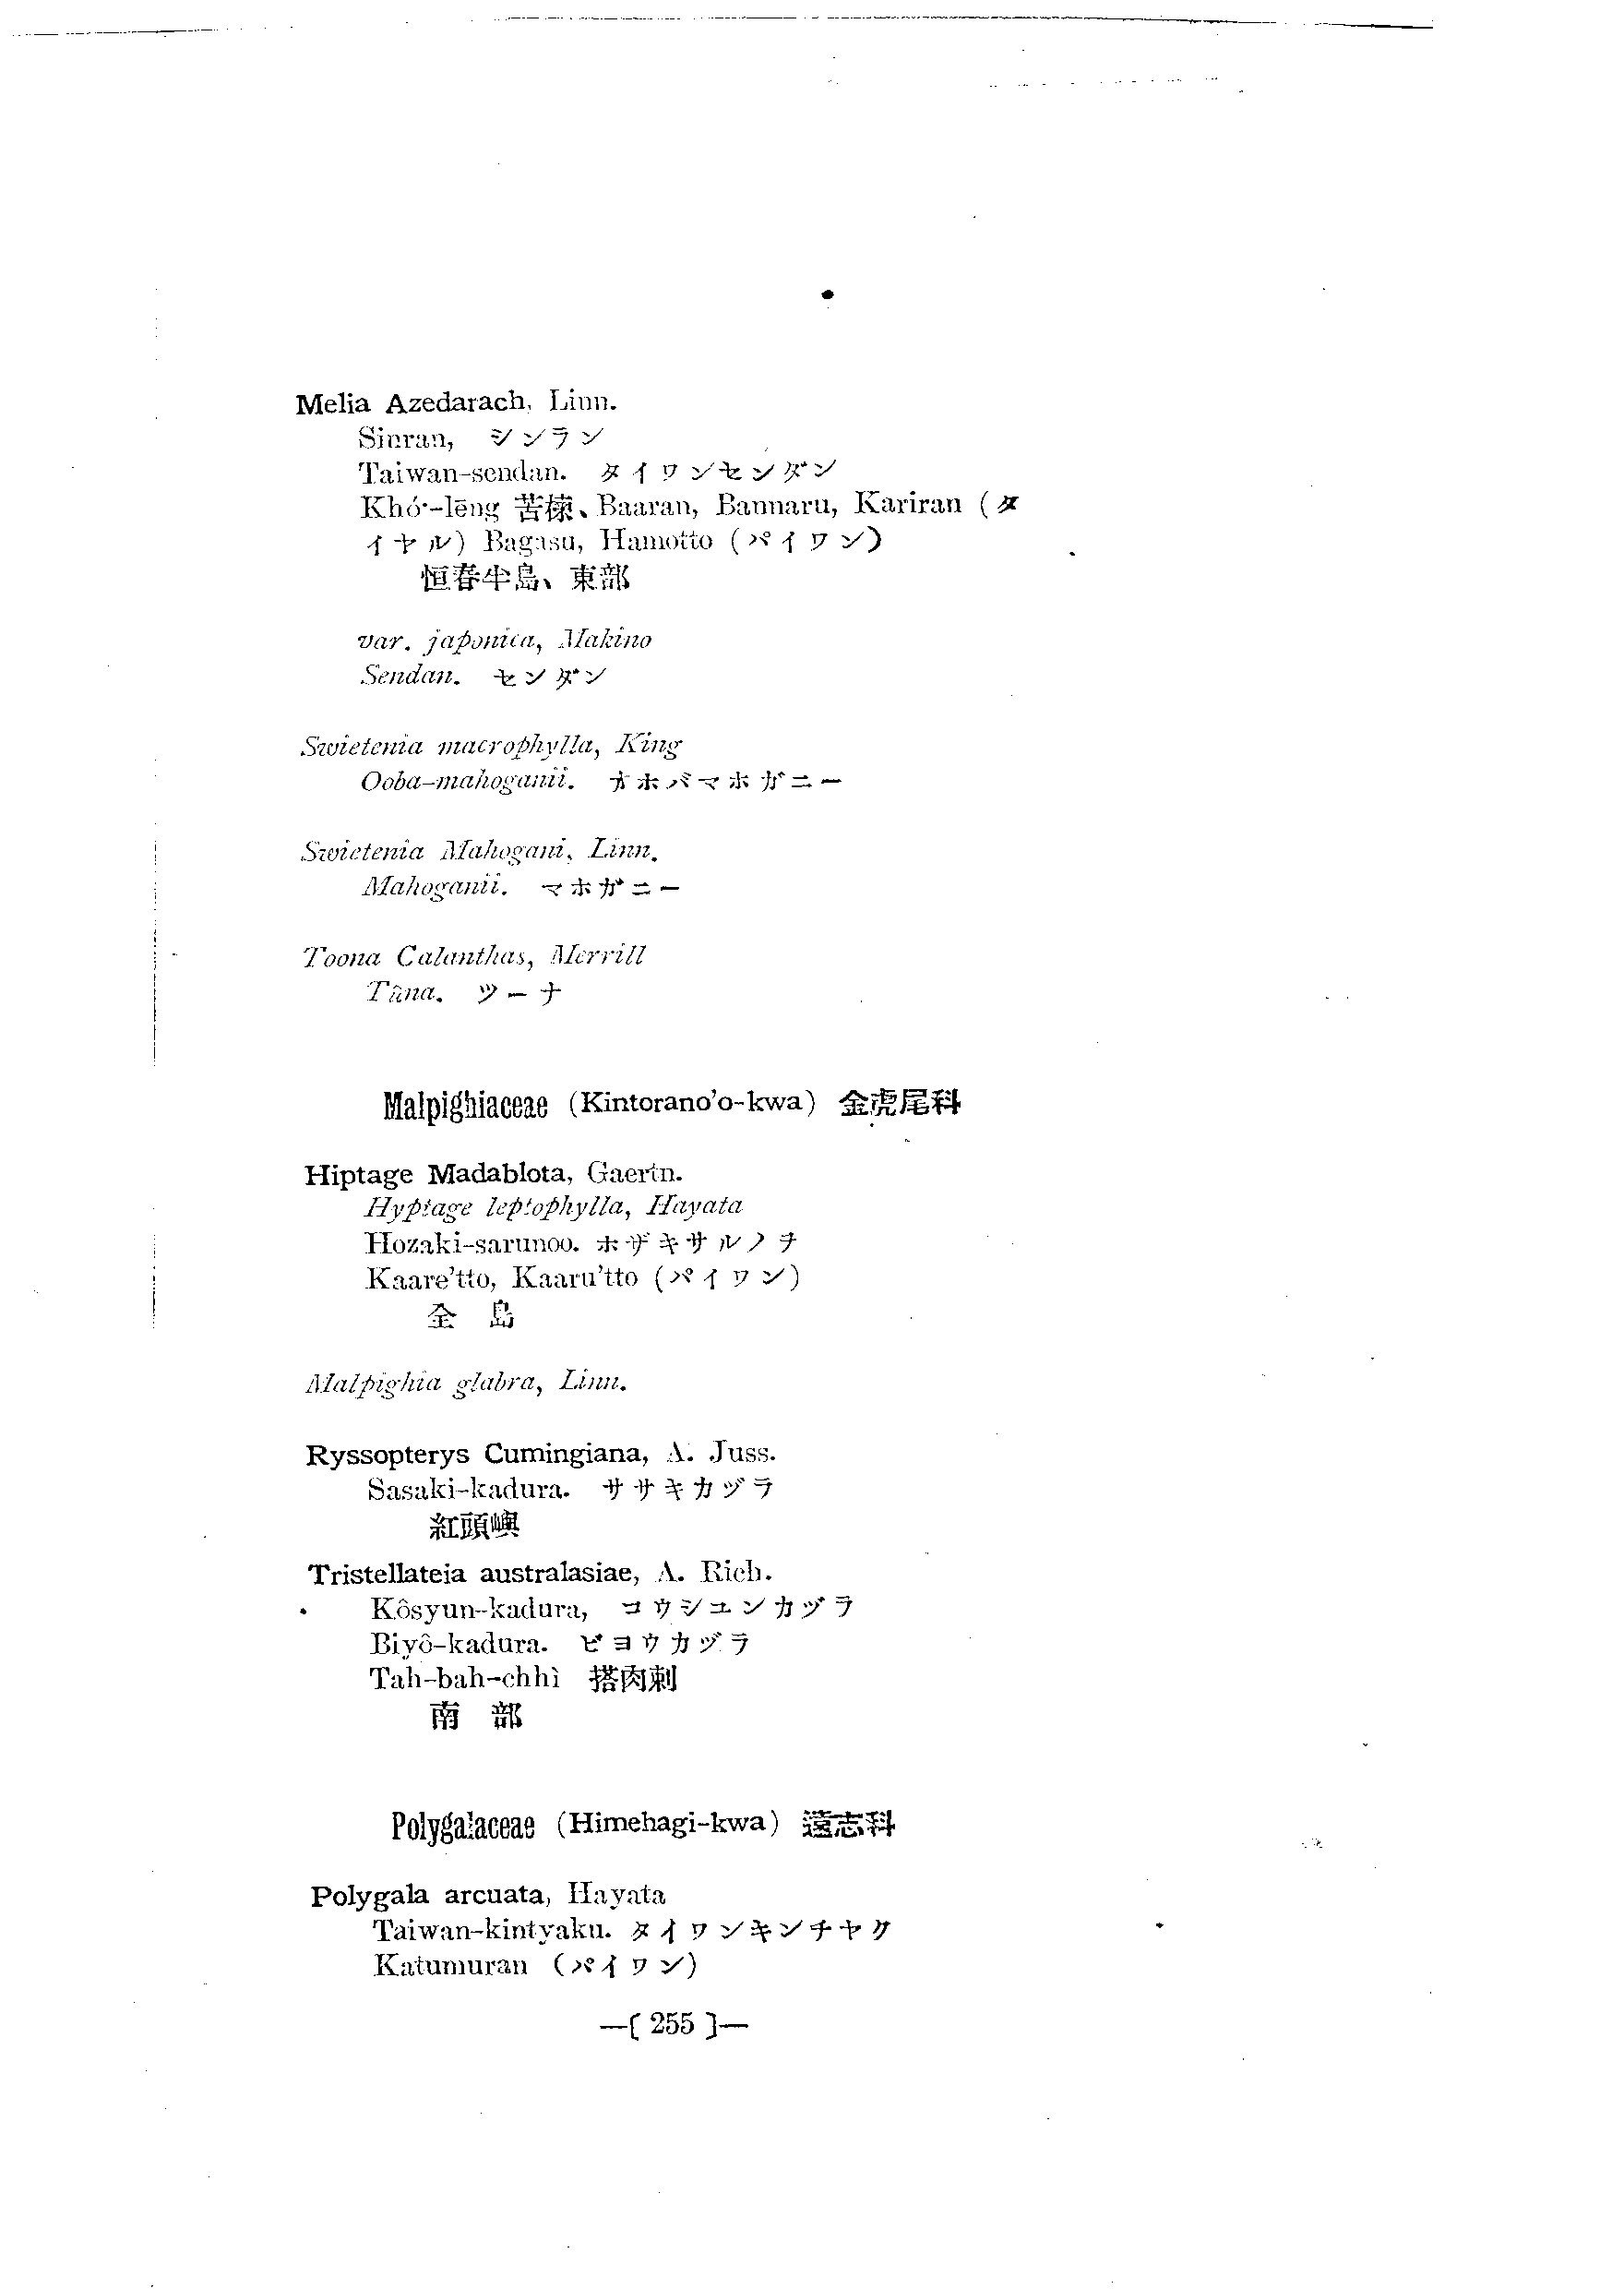 Melia Azedarach, Linn.
Sinran, シンラン
Taiwan-sendan. タイワンセンダン
Khó·-lēng 苦楝、Baaran, Bannaru, Kariran (タ
イヤル) Bagasu, Hamotto (パイワン)
恒春半島、東部
var. japonica, Makino
Sendan. センダン
Swietenia macrophylla, King
Ooba-mahoganii. オホバマホガニー
Swietenia Mahogani, Linn.
Mahoganii. マホガニー
Toona Calanthas, Merrill
Tūna. ツーナ
Malpighiaceae (Kintorano'o-kwa) 金虎尾科
Hiptage Madablota, Gaertn.
Hyptage leptophylla, Hayata
Hozaki-sarunoo. ホザキサルノヲ
Kaare'tto, Kaaru'tto (パイワン)
全島
Malpighia glabra, Linn.
Ryssopterys Cumingiana, A. Juss.
Sasaki-kadura. ササキカヅラ
紅頭嶼
Tristellateia australasiae, A. Rich.
Kôsyun-kadura, コウシユンカヅラ
Biyô-kadura. ビヨウカヅラ
Tah-bah-chhì 搭肉刺
南部
Polygalaceae (Himehagi-kwa) 遠志科
Polygala arcuata, Hayata
Taiwan-kintyaku. タイワンキンチヤク
Katumuran (パイワン)
—[ 255 ]—